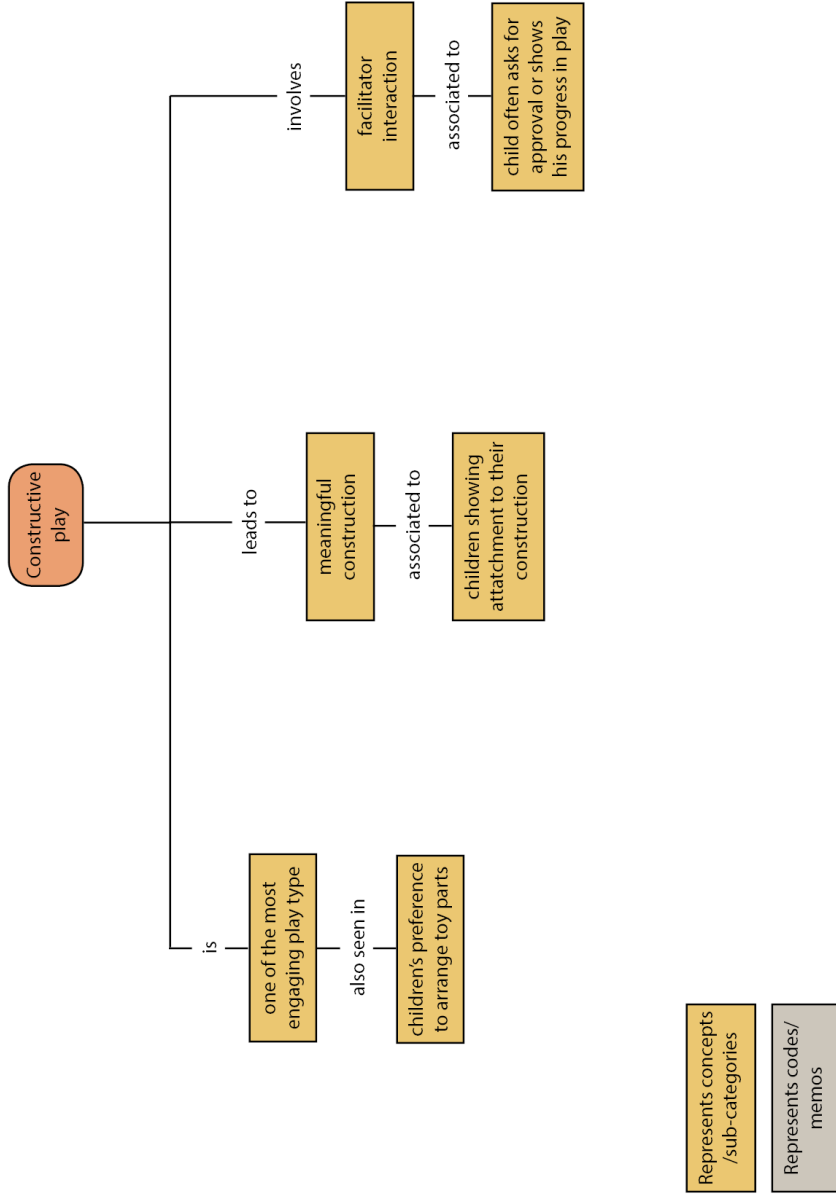 Constructive
play
is
one of the most
engaging play type
also seen in
children's preference
to arrange toy parts
leads to
meaningful
construction
associated to
children showing
attatchment to their
construction
involves
facilitator
interaction
associated to
child often asks for
approval or shows
his progress in play
Represents concepts
/sub-categories
Represents codes/
memos